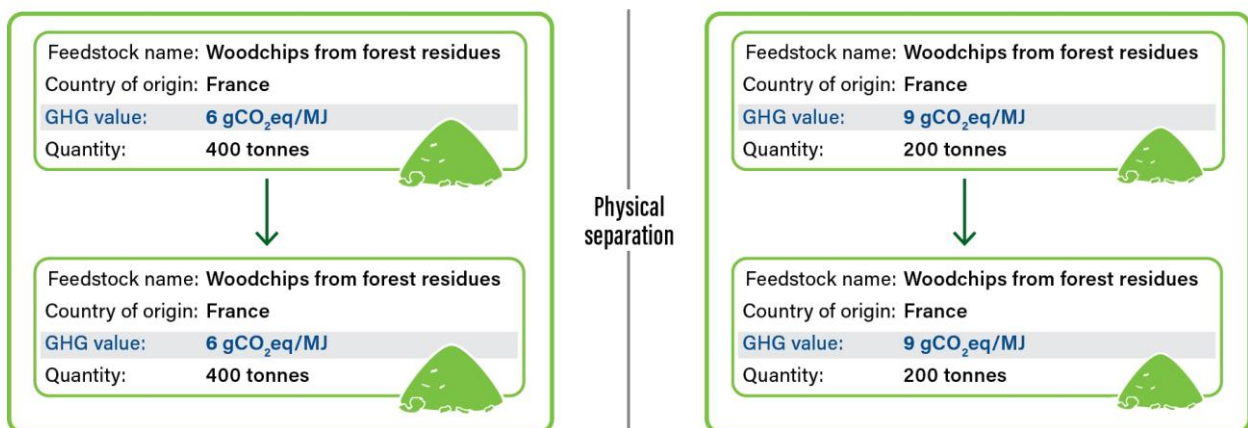 Feedstock name: Woodchips from forest residues
Country of origin: France
GHG value: 6 gCO₂eq/MJ
Quantity: 400 tonnes
Feedstock name: Woodchips from forest residues
Country of origin: France
GHG value: 6 gCO₂eq/MJ
Quantity: 400 tonnes
Physical
separation
Feedstock name: Woodchips from forest residues
Country of origin: France
GHG value: 9 gCO₂eq/MJ
Quantity: 200 tonnes
Feedstock name: Woodchips from forest residues
Country of origin: France
GHG value: 9 gCO₂eq/MJ
Quantity: 200 tonnes